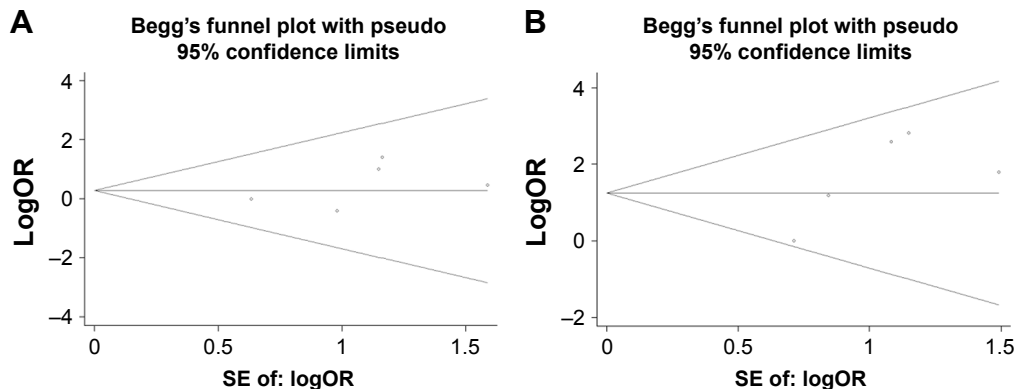 A
Begg's funnel plot with pseudo
95% confidence limits
LogOR
4
2
0
–2
–4
0
0.5
1
1.5
SE of: logOR
B
Begg's funnel plot with pseudo
95% confidence limits
LogOR
4
2
0
–2
0
0.5
1
1.5
SE of: logOR